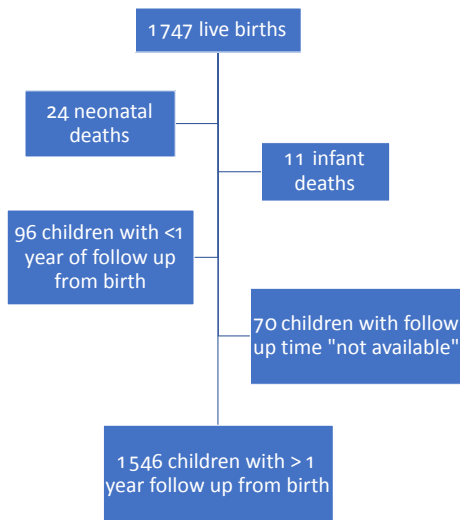 1747 live births
24 neonatal
deaths
11 infant
deaths
96 children with <1
year of follow up
from birth
70 children with follow
up time "not available"
1546 children with > 1
year follow up from birth